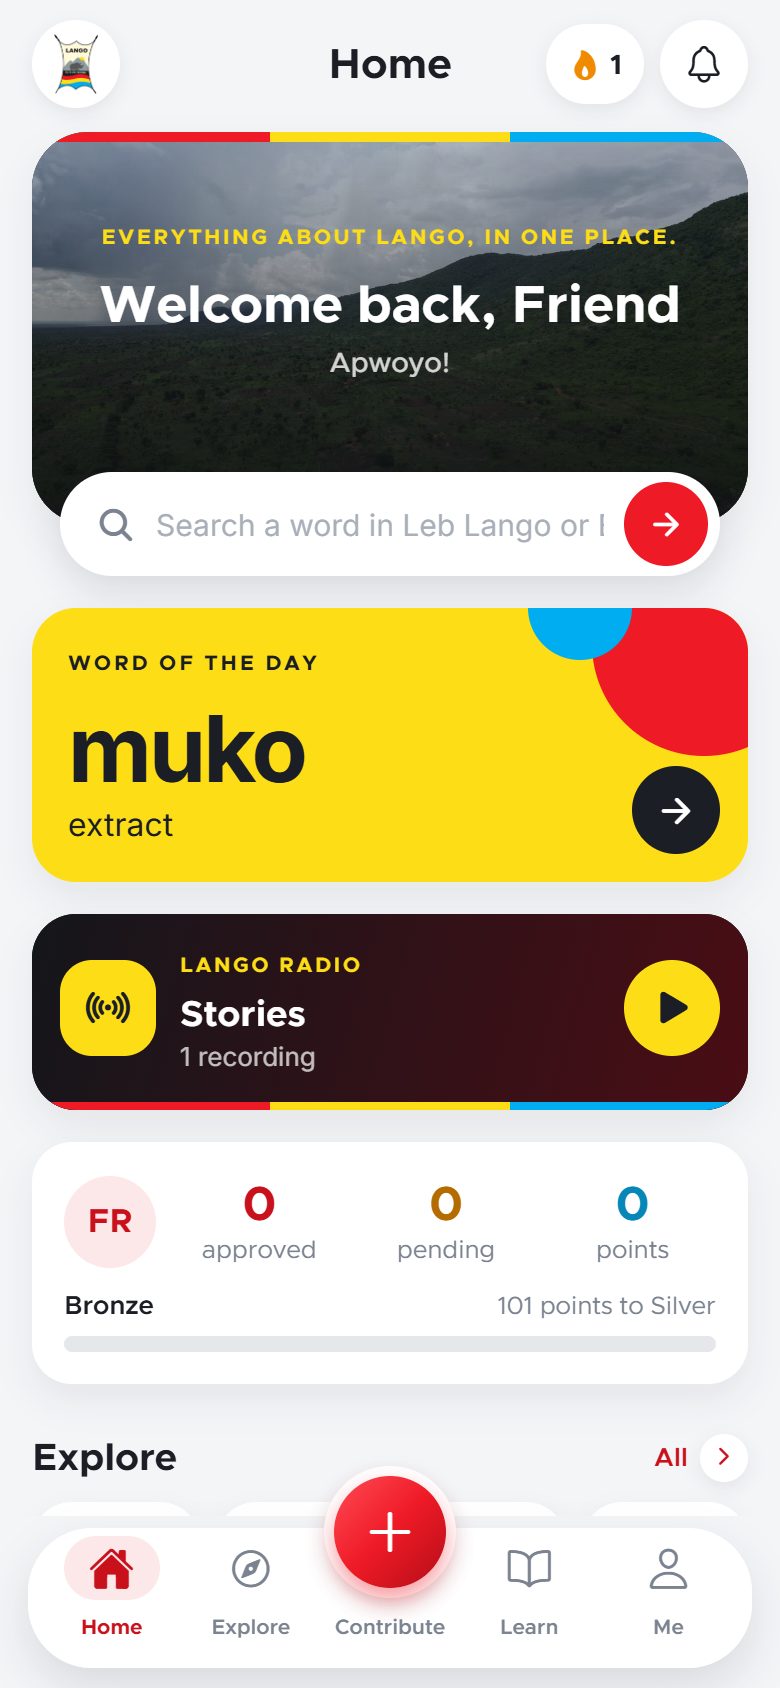 LANGO
Home
1
EVERYTHING ABOUT LANGO, IN ONE PLACE.
Welcome back, Friend
Apwoyo!
Search a word in Leb Lango or
WORD OF THE DAY
muko
extract
LANGO RADIO
Stories
1 recording
FR
0 approved
0 pending
0 points
Bronze
101 points to Silver
Explore
All
Home
Explore
Contribute
Learn
Me